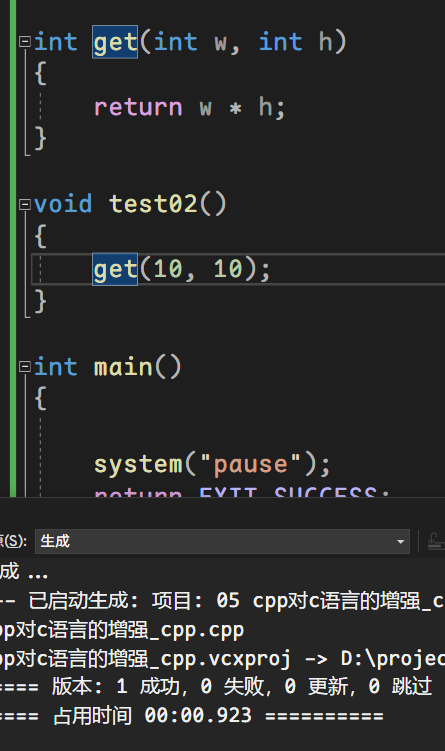 int get(int w, int h)
{
return w * h;
}
void test02()
{
get(10, 10);
}
int main()
{
system("pause");
return EXIT_SUCCESS;
(S): 生成
成 ...
-- 已启动生成: 项目: 05 cpp对c语言的增强_c
pp对c语言的增强_cpp.cpp
pp对c语言的增强_cpp.vcxproj -> D:\projec
==== 版本: 1 成功，0 失败，0 更新，0 跳过
==== 占用时间 00:00.923 ==========